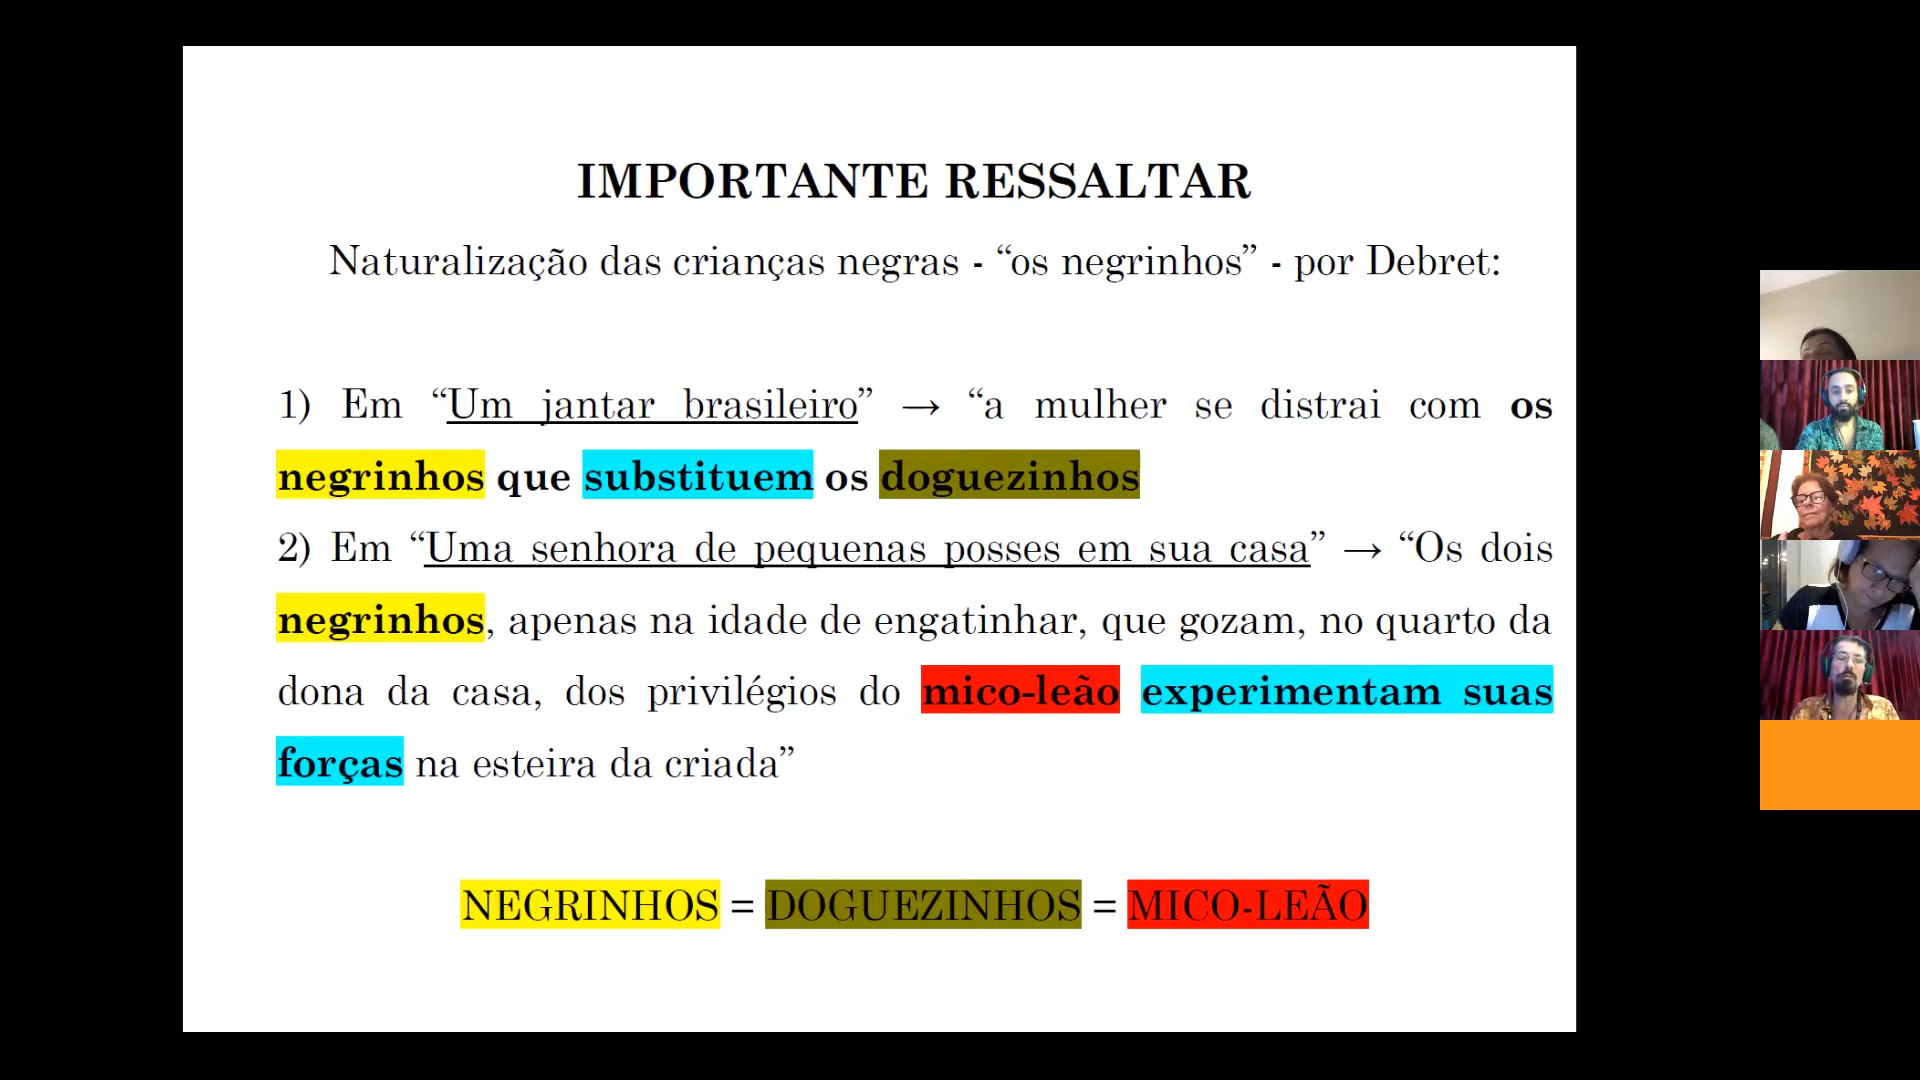 IMPORTANTE RESSALTAR
Naturalização das crianças negras - “os negrinhos” - por Debret:
1) Em “Um jantar brasileiro” → “a mulher se distrai com os
negrinhos que substituem os doguezinhos
2) Em “Uma senhora de pequenas posses em sua casa” → “Os dois
negrinhos, apenas na idade de engatinhar, que gozam, no quarto da
dona da casa, dos privilégios do mico-leão experimentam suas
forças na esteira da criada”
NEGRINHOS = DOGUEZINHOS = MICO-LEÃO